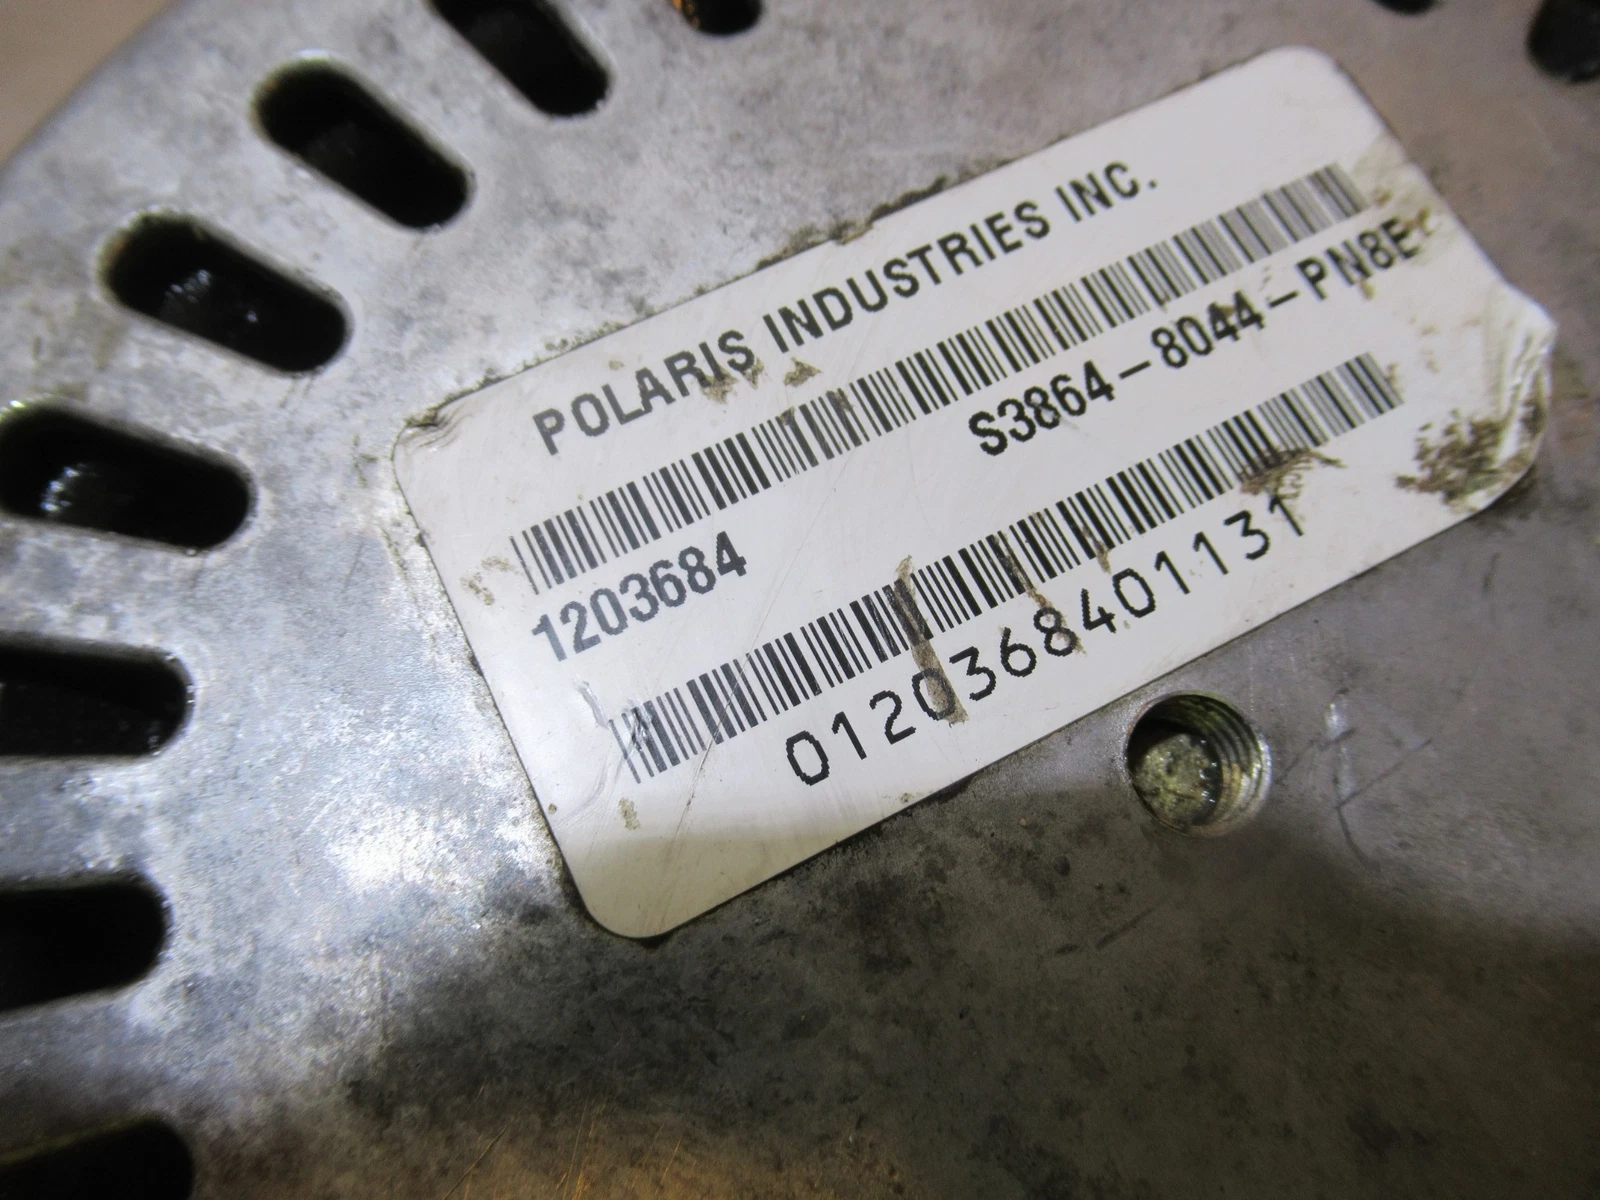 POLARIS INDUSTRIES INC.
S3864-8044-PN8E
1203684
0120368401131